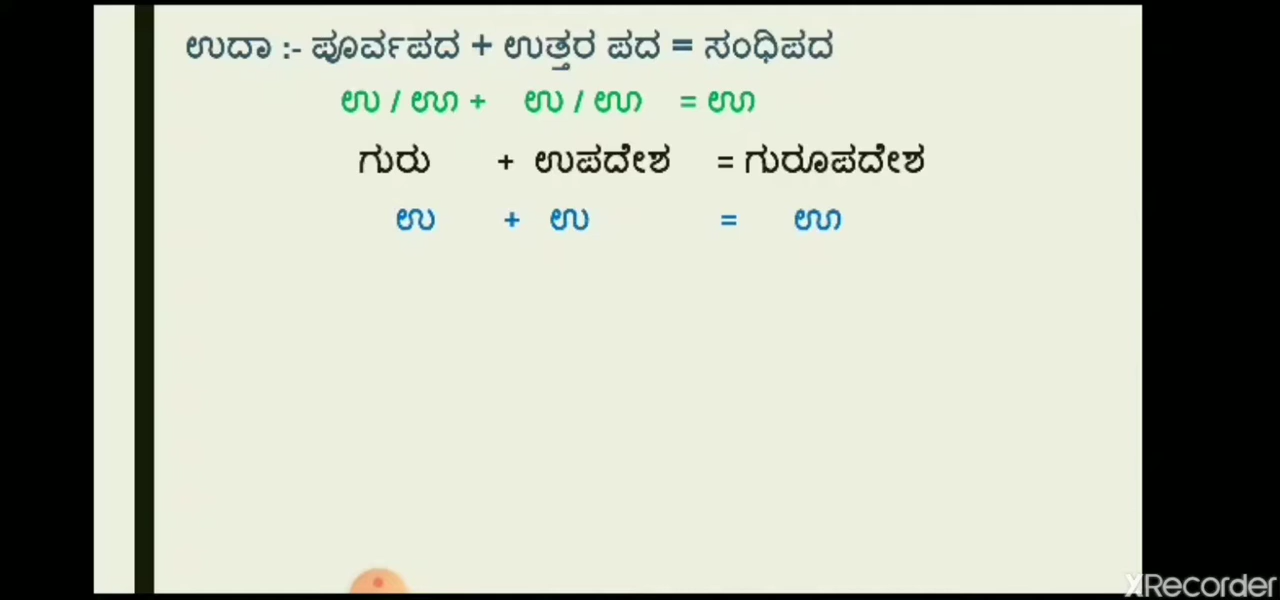 ಉದಾ :- ಪೂರ್ವಪದ + ಉತ್ತರ ಪದ = ಸಂಧಿಪದ
ಉ / ಊ + ಉ / ಊ = ಊ
ಗುರು + ಉಪದೇಶ = ಗುರೂಪದೇಶ
ಉ + ಉ = ಊ
XRecorder